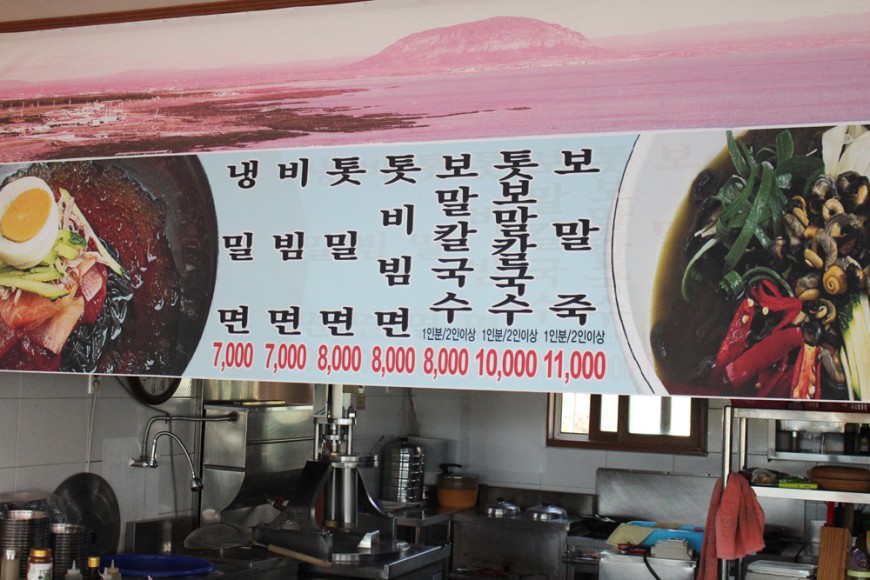 냉밀면
7,000
비빔면
7,000
톳밀면
8,000
톳비빔면
8,000
보말칼국수
1인분/2인이상
8,000
톳보말칼국수
1인분/2인이상
10,000
보말죽
1인분/2인이상
11,000